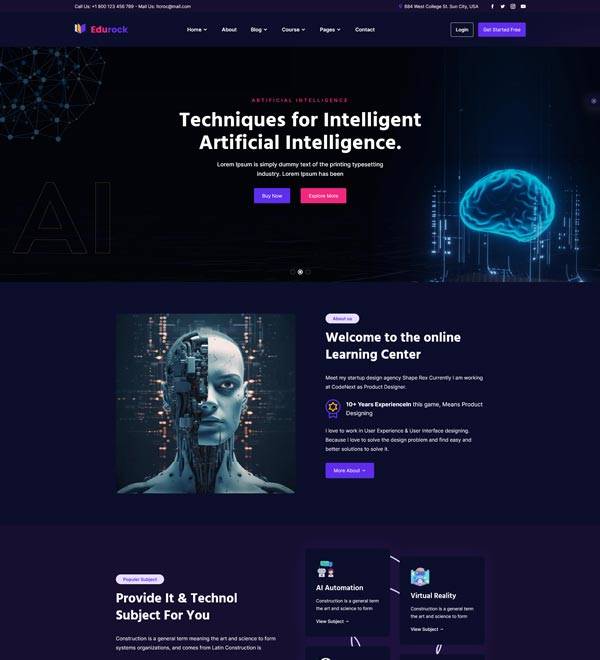 Call Us: +1 800 123 456 789 - Mail Us: Itcroc@mail.com
684 West College St. Sun City, USA
Edurock
Home
About
Blog
Course
Pages
Contact
Login
Get Started Free
ARTIFICIAL INTELLIGENCE
Techniques for Intelligent
Artificial Intelligence.
Lorem Ipsum is simply dummy text of the printing typesetting
industry. Lorem Ipsum has been
Buy Now
Explore More
AI
About us
Welcome to the online
Learning Center
Meet my startup design agency Shape Rex Currently I am working
at CodeNext as Product Designer.
10+ Years ExperienceIn this game, Means Product
Designing
I love to work in User Experience & User Interface designing.
Because I love to solve the design problem and find easy and
better solutions to solve it.
More About →
Populer Subject
Provide It & Technol
Subject For You
Construction is a general term meaning the art and science to form
systems organizations, and comes from Latin Construction is
AI Automation
Construction is a general term
the art and science to form
View Subject →
Virtual Reality
Construction is a general term
the art and science to form
View Subject →